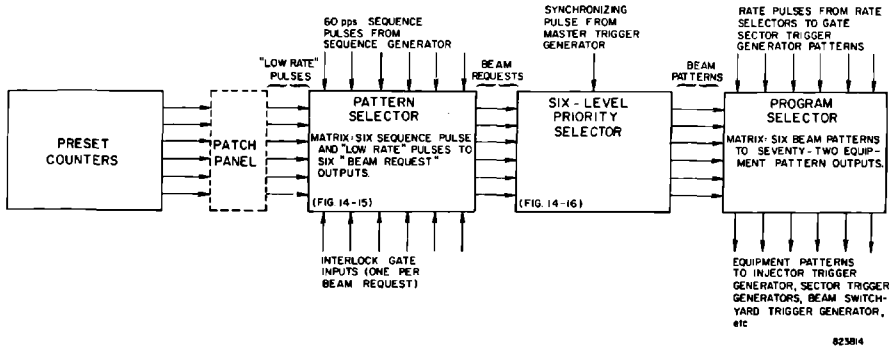 60 pps SEQUENCE
PULSES FROM
SEQUENCE GENERATOR
SYNCHRONIZING
PULSE FROM
MASTER TRIGGER
GENERATOR
RATE PULSES FROM RATE
SELECTORS TO GATE
SECTOR TRIGGER
GENERATOR PATTERNS
"LOW RATE"
PULSES
BEAM
REQUESTS
BEAM
PATTERNS
PRESET
COUNTERS
PATCH
PANEL
PATTERN
SELECTOR
MATRIX: SIX SEQUENCE PULSE
AND "LOW RATE" PULSES TO
SIX "BEAM REQUEST"
OUTPUTS.
(FIG. 14-15)
SIX-LEVEL
PRIORITY
SELECTOR
(FIG. 14-16)
PROGRAM
SELECTOR
MATRIX: SIX BEAM PATTERNS
TO SEVENTY-TWO EQUIP-
MENT PATTERN OUTPUTS.
INTERLOCK GATE
INPUTS (ONE PER
BEAM REQUEST)
EQUIPMENT PATTERNS
TO INJECTOR TRIGGER
GENERATOR, SECTOR TRIGGER
GENERATORS, BEAM SWITCH-
YARD TRIGGER GENERATOR,
etc
823B14